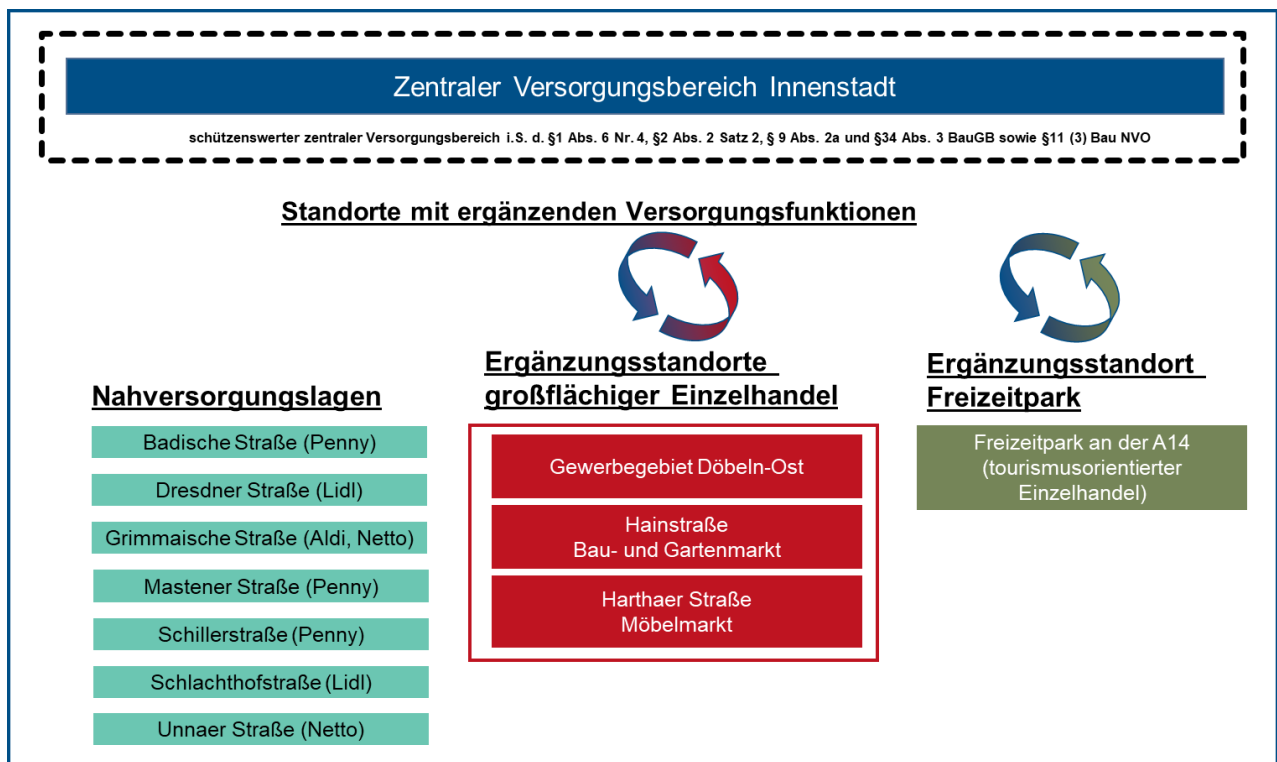 Zentraler Versorgungsbereich Innenstadt
schützenswerter zentraler Versorgungsbereich i.S. d. §1 Abs. 6 Nr. 4, §2 Abs. 2 Satz 2, § 9 Abs. 2a und §34 Abs. 3 BauGB sowie §11 (3) Bau NVO
Standorte mit ergänzenden Versorgungsfunktionen
Nahversorgungslagen
Badische Straße (Penny)
Dresdner Straße (Lidl)
Grimmaische Straße (Aldi, Netto)
Mastener Straße (Penny)
Schillerstraße (Penny)
Schlachthofstraße (Lidl)
Unnaer Straße (Netto)
Ergänzungsstandorte
großflächiger Einzelhandel
Gewerbegebiet Döbeln-Ost
Hainstraße
Bau- und Gartenmarkt
Harthaer Straße
Möbelmarkt
Ergänzungsstandort
Freizeitpark
Freizeitpark an der A14
(tourismusorientierter
Einzelhandel)